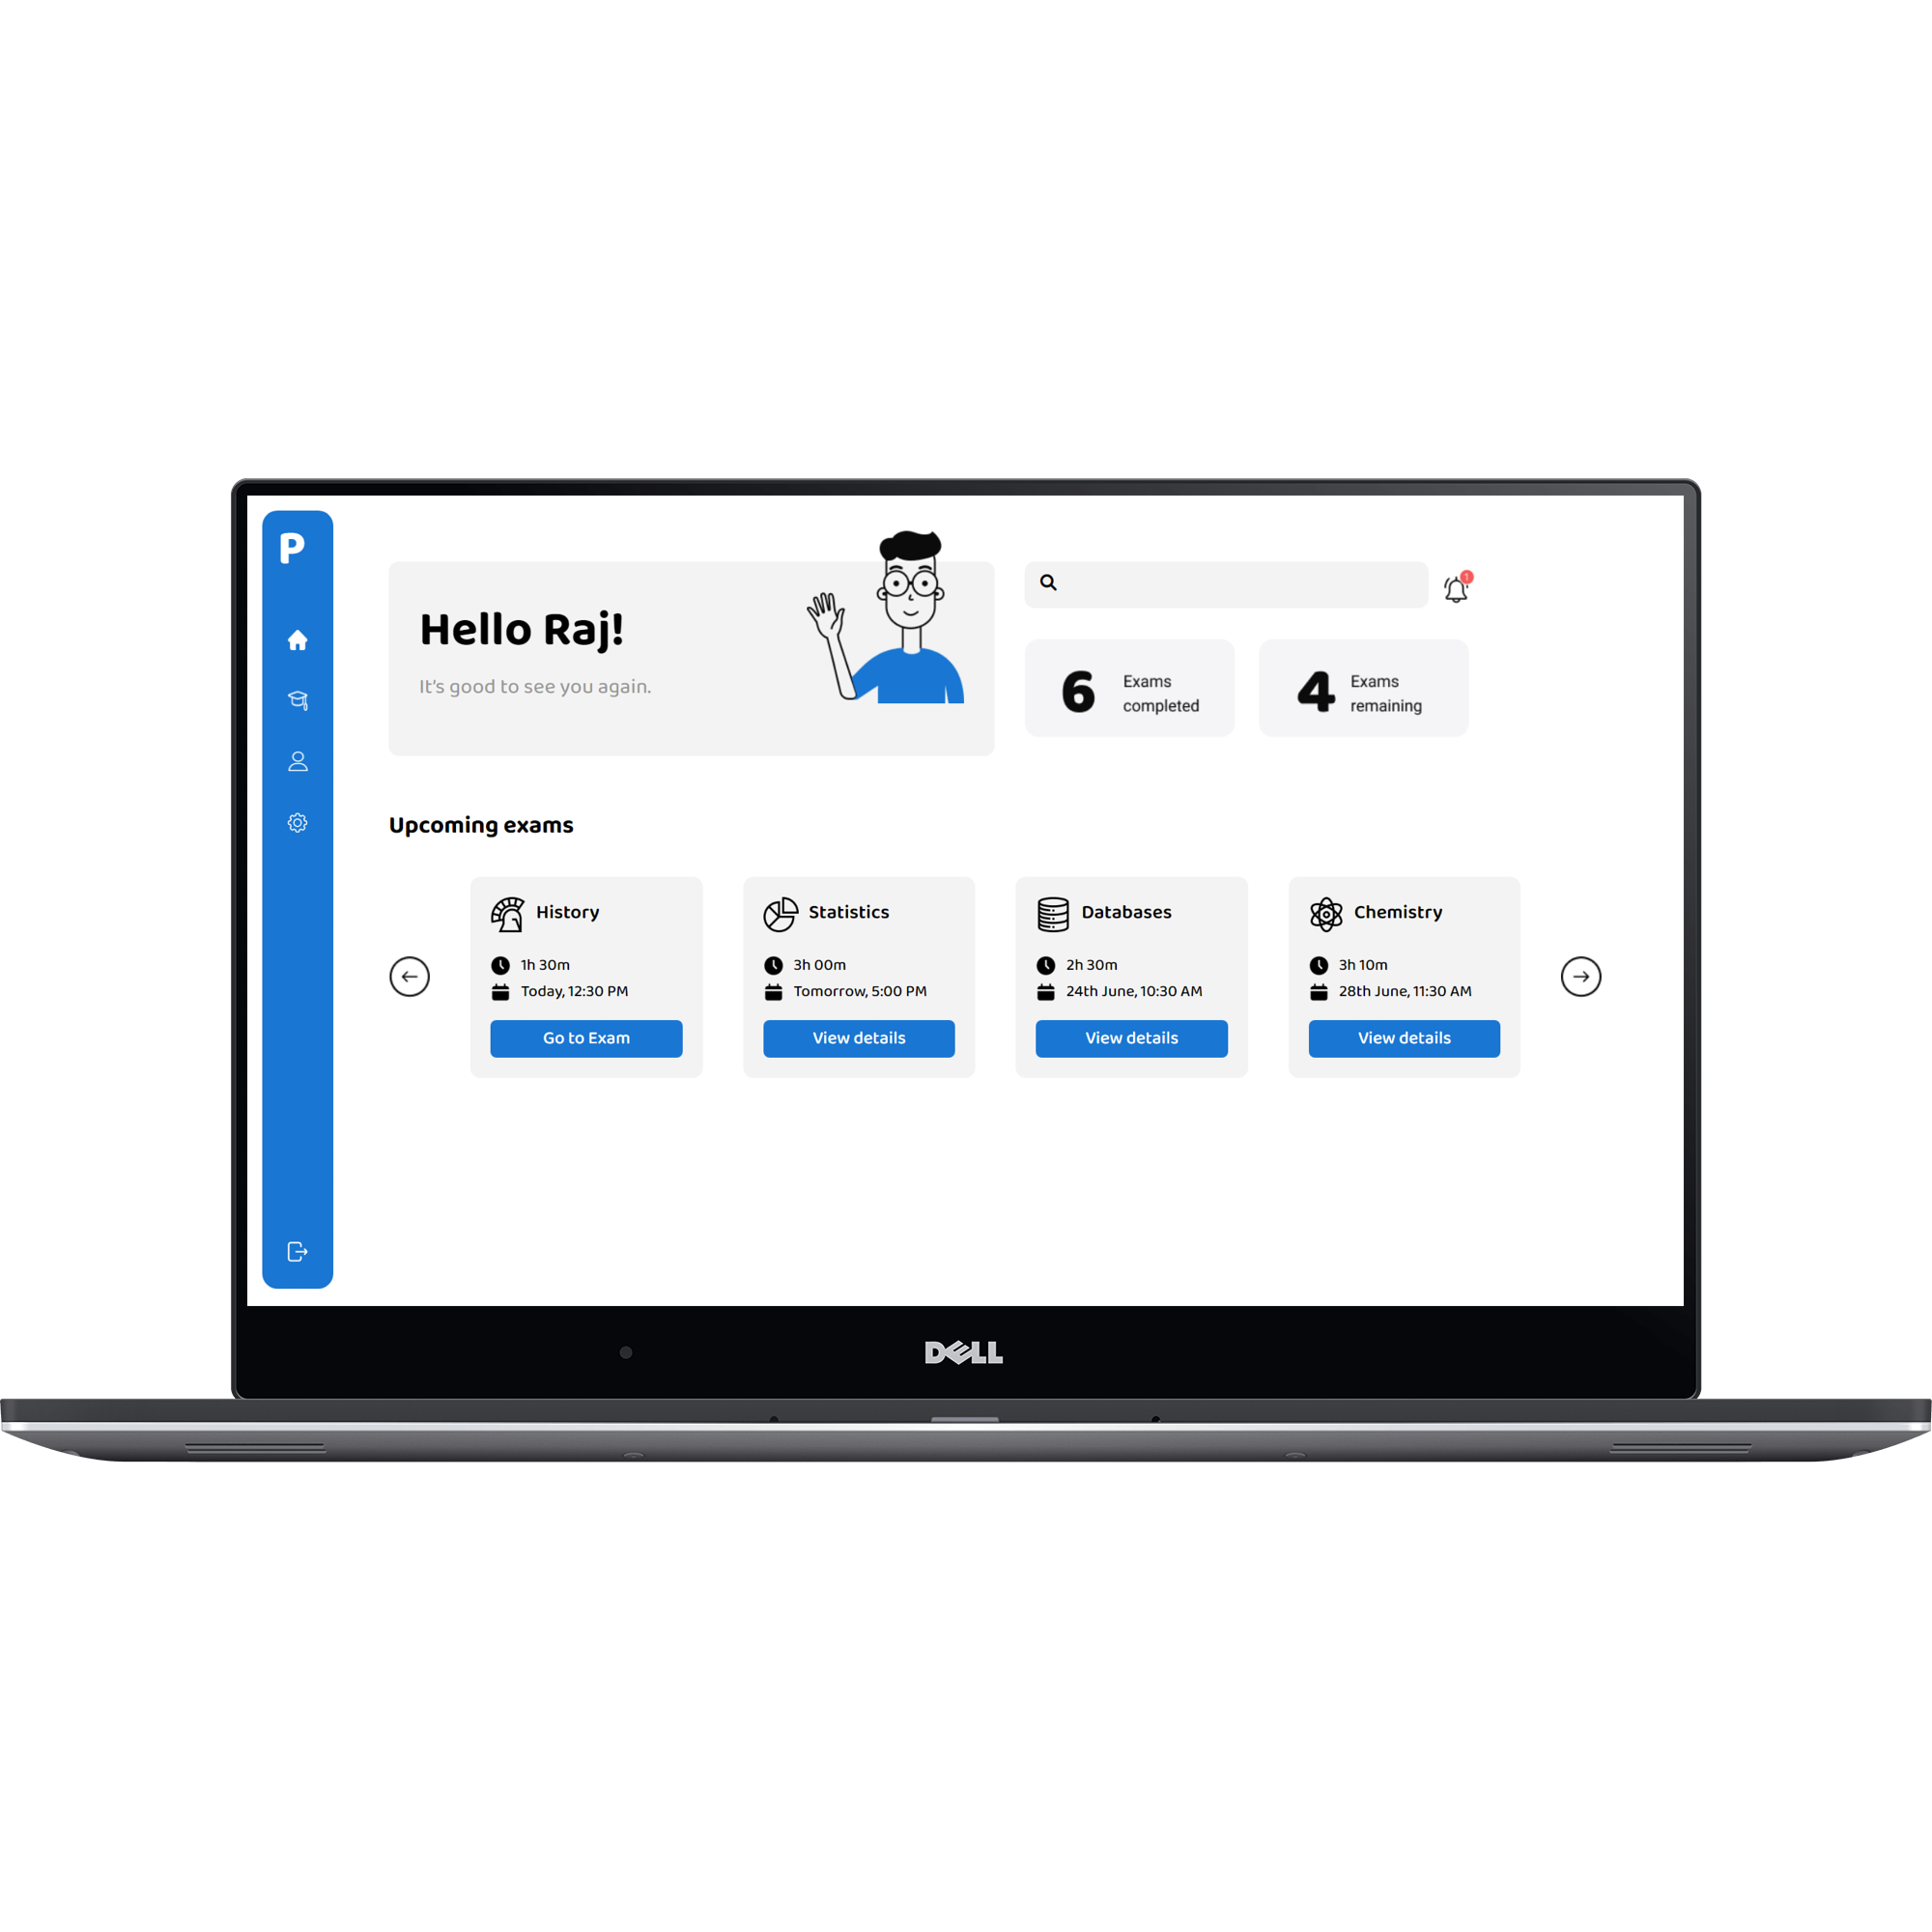 P
Hello Raj!
It's good to see you again.
1
6
Exams
completed
4
Exams
remaining
Upcoming exams
History
1h 30m
Today, 12:30 PM
Go to Exam
Statistics
3h 00m
Tomorrow, 5:00 PM
View details
Databases
2h 30m
24th June, 10:30 AM
View details
Chemistry
3h 10m
28th June, 11:30 AM
View details
DELL